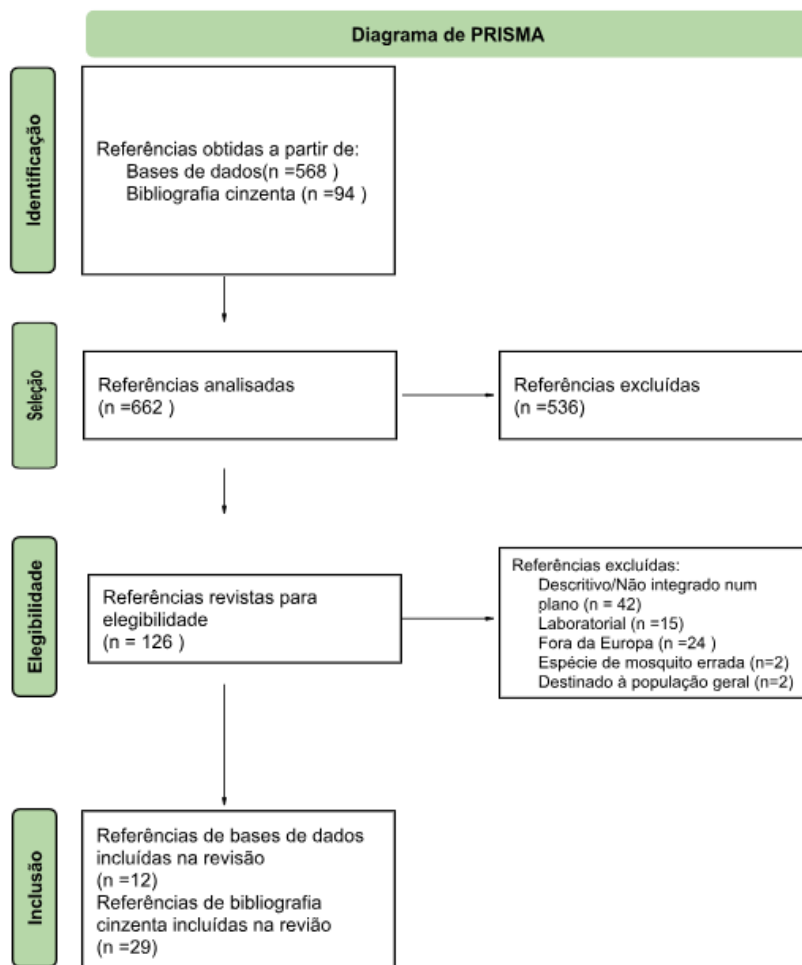 Diagrama de PRISMA
Identificação
Referências obtidas a partir de:
Bases de dados(n =568 )
Bibliografia cinzenta (n =94 )
Seleção
Referências analisadas
(n =662 )
Referências excluídas
(n =536)
Elegibilidade
Referências revistas para
elegibilidade
(n = 126 )
Referências excluídas:
Descritivo/Não integrado num
plano (n = 42)
Laboratorial (n =15)
Fora da Europa (n =24 )
Espécie de mosquito errada (n=2)
Destinado à população geral (n=2)
Inclusão
Referências de bases de dados
incluídas na revisão
(n =12)
Referências de bibliografia
cinzenta incluídas na revião
(n =29)